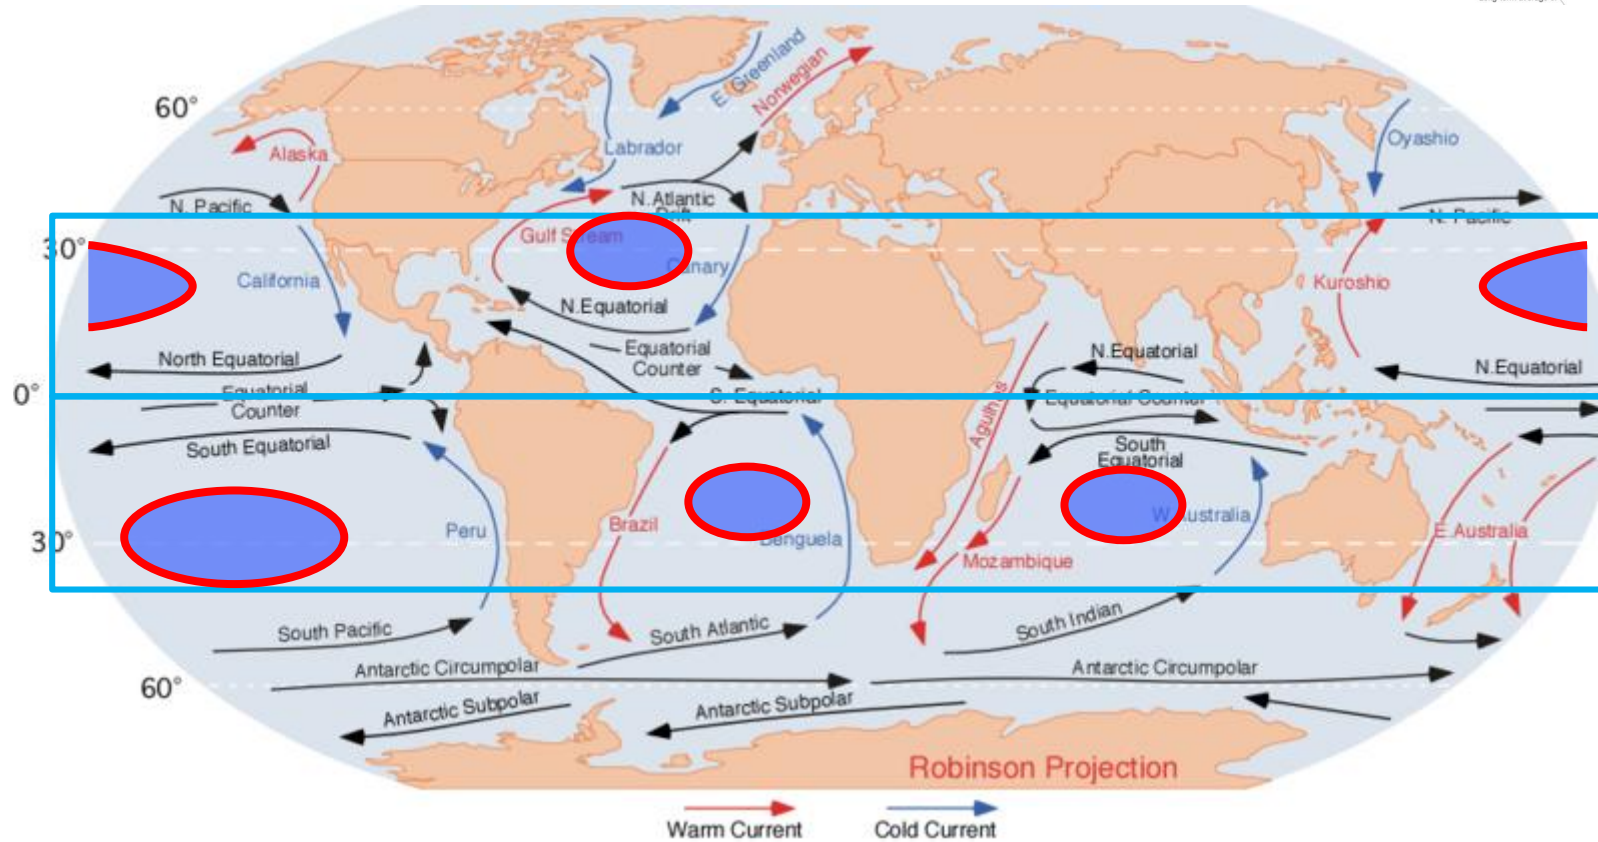 E. Greenland
Norwegian
60°
Labrador
Oyashio
Alaska
N. Pacific
N. Atlantic
Drift
N. Pacific
Gulf Stream
30°
Canary
California
Kuroshio
N.Equatorial
North Equatorial
Equatorial
Counter
N.Equatorial
N.Equatorial
0°
Equatorial
Counter
S. Equatorial
Equatorial Counter
Agulhas
South Equatorial
South
Equatorial
30°
Peru
Brazil
Benguela
W. Australia
E. Australia
Mozambique
South Pacific
South Atlantic
South Indian
Antarctic Circumpolar
Antarctic Circumpolar
60°
Antarctic Subpolar
Antarctic Subpolar
Robinson Projection
Warm Current
Cold Current